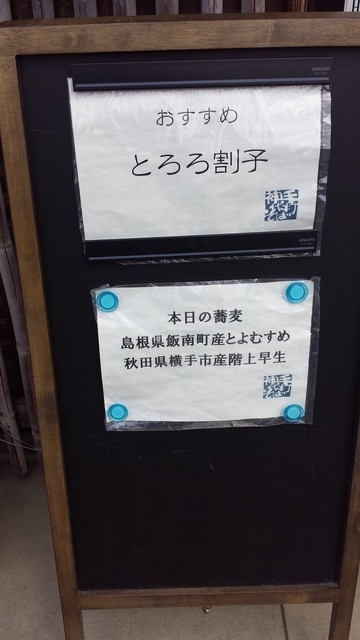 おすすめ
とろろ割子
本日の蕎麦
島根県飯南町産とよむすめ
秋田県横手市産階上早生